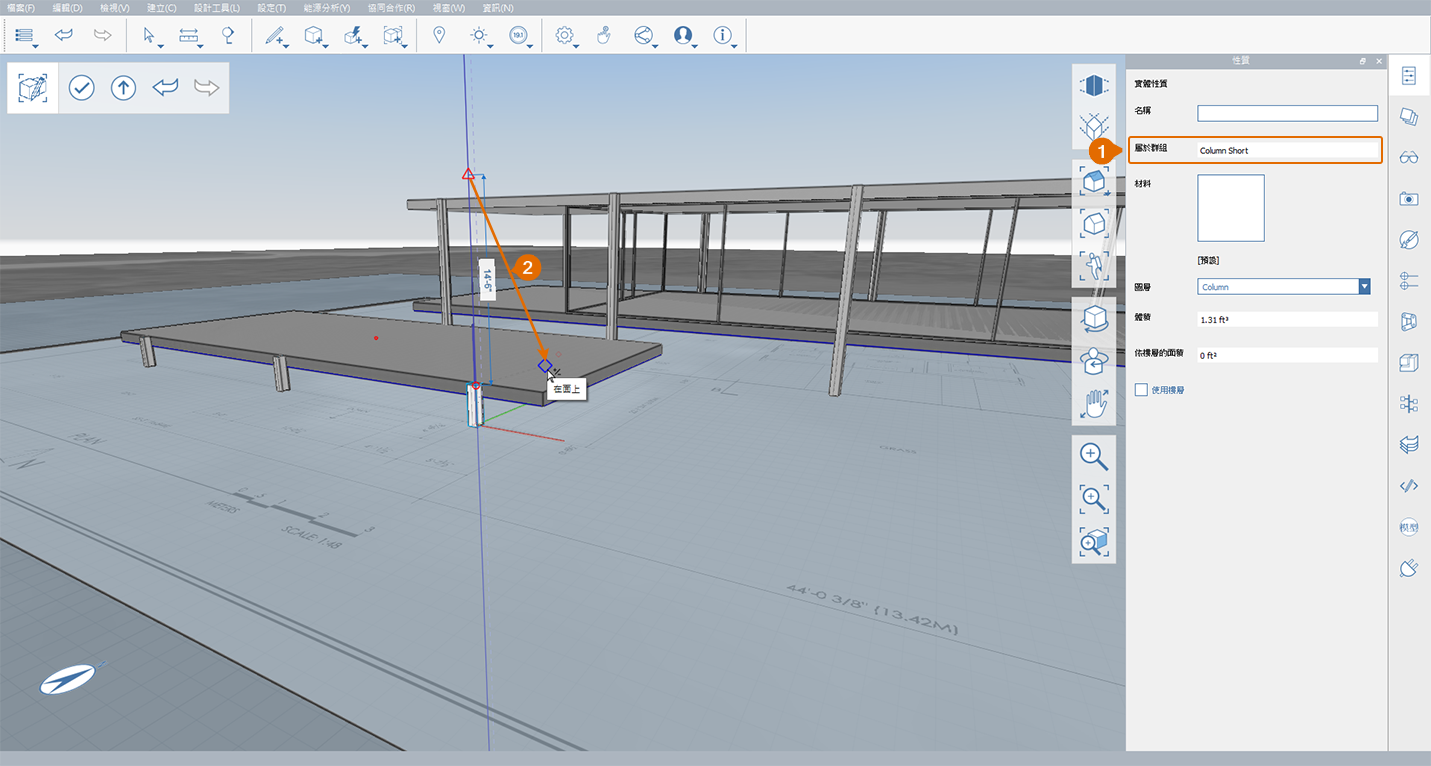 檔案(F) 編輯(D) 檢視(V) 建立(C) 設計工具(L) 設定(T) 能源分析(Y) 協同合作(R) 視窗(W) 資訊(N)
191
性質
實體性質
名稱
1
屬於群組 Column Short
材料
[預設]
圖層 Column
體積 1.31 ft³
依樓層的面積 0 ft²
使用樓層
模型
2
14'-6"
在面上
PLAN
N
METERS
SCALE 1:48
GRASS
44'-0 3/8" (13.42M)